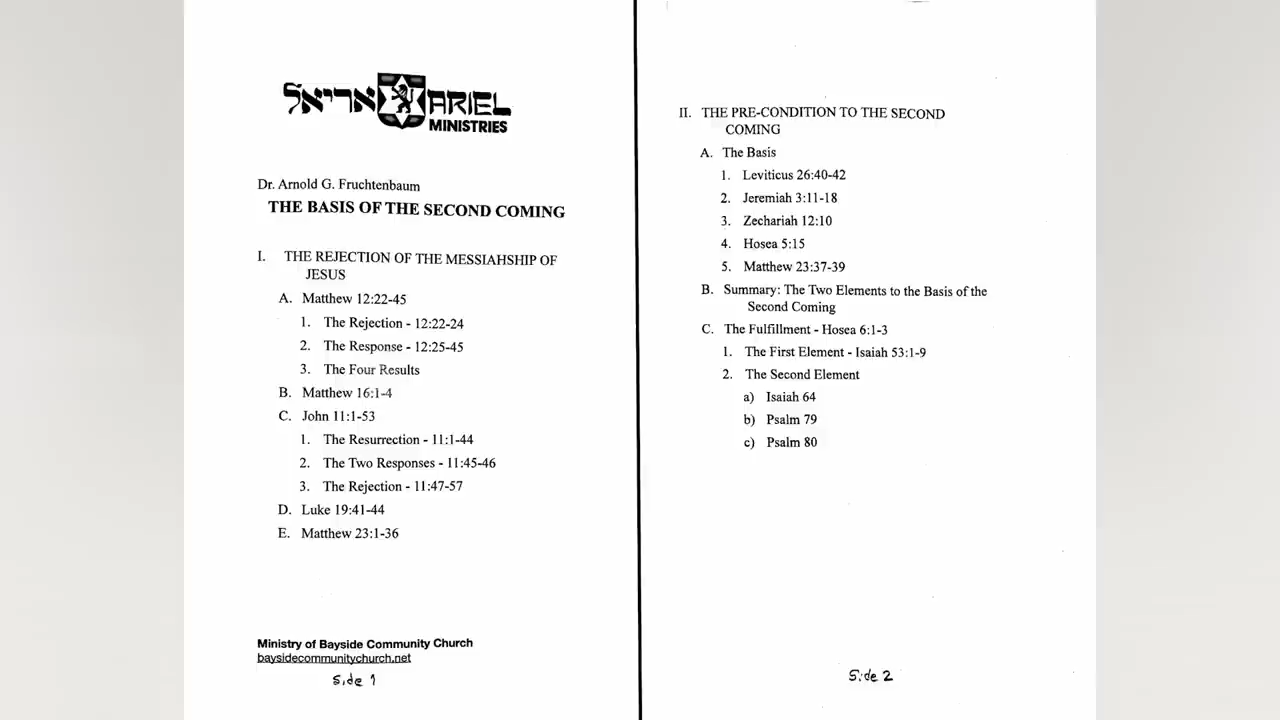 אריאל ARIEL
MINISTRIES
Dr. Arnold G. Fruchtenbaum
THE BASIS OF THE SECOND COMING
I. THE REJECTION OF THE MESSIAHSHIP OF
JESUS
A. Matthew 12:22-45
1. The Rejection - 12:22-24
2. The Response - 12:25-45
3. The Four Results
B. Matthew 16:1-4
C. John 11:1-53
1. The Resurrection - 11:1-44
2. The Two Responses - 11:45-46
3. The Rejection - 11:47-57
D. Luke 19:41-44
E. Matthew 23:1-36
Ministry of Bayside Community Church
baysidecommunitychurch.net
Side 1
II. THE PRE-CONDITION TO THE SECOND
COMING
A. The Basis
1. Leviticus 26:40-42
2. Jeremiah 3:11-18
3. Zechariah 12:10
4. Hosea 5:15
5. Matthew 23:37-39
B. Summary: The Two Elements to the Basis of the
Second Coming
C. The Fulfillment - Hosea 6:1-3
1. The First Element - Isaiah 53:1-9
2. The Second Element
a) Isaiah 64
b) Psalm 79
c) Psalm 80
Side 2